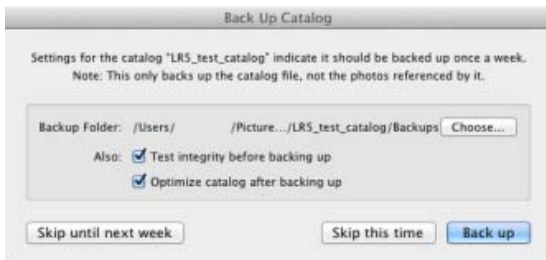 Back Up Catalog
Settings for the catalog "LR5_test_catalog" indicate it should be backed up once a week.
Note: This only backs up the catalog file, not the photos referenced by it.
Backup Folder: /Users/ /Picture.../LR5_test_catalog/Backups Choose...
Also: Test integrity before backing up
Optimize catalog after backing up
Skip until next week Skip this time Back up